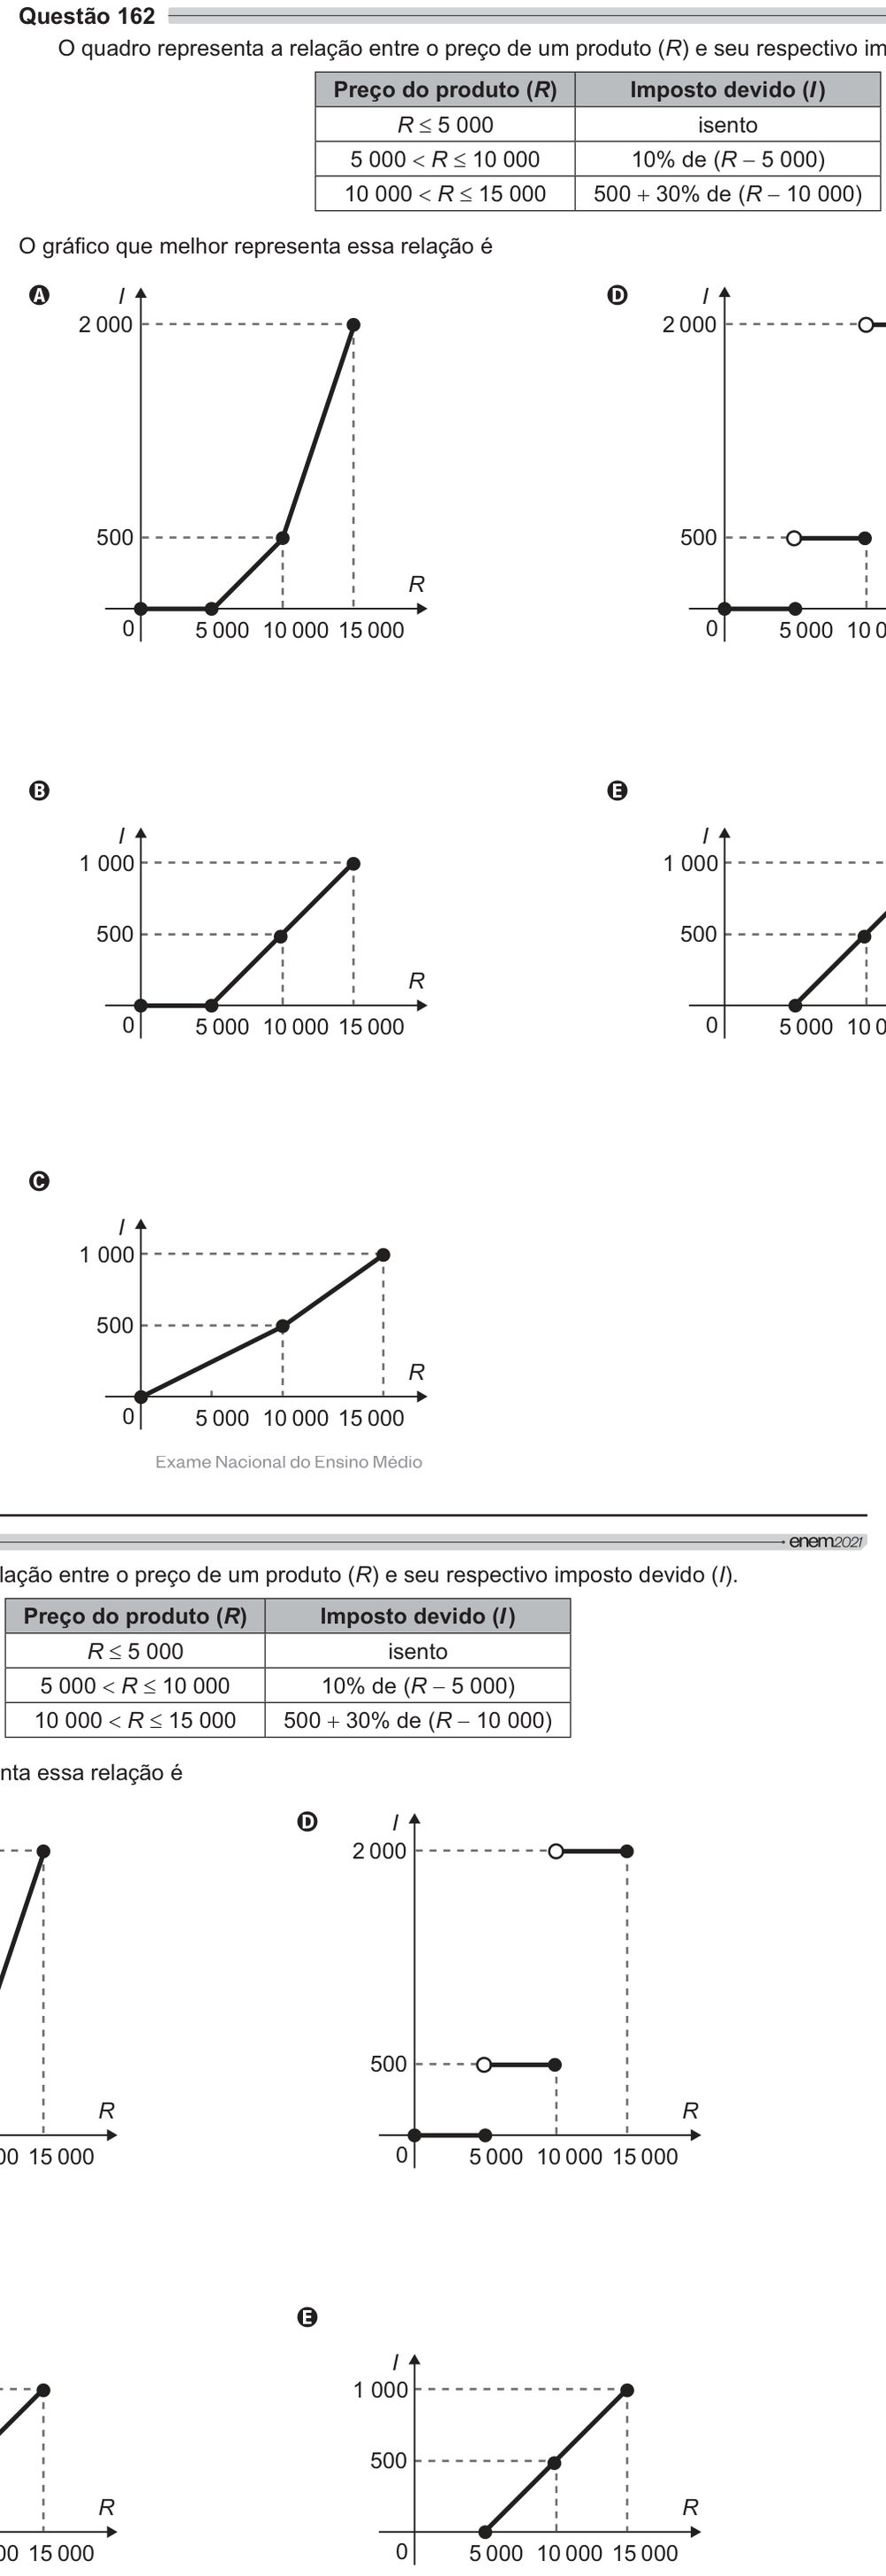 Questão 162
O quadro representa a relação entre o preço de um produto (R) e seu respectivo im
Preço do produto (R) Imposto devido (I)
R ≤ 5 000 isento
5 000 < R ≤ 10 000 10% de (R – 5 000)
10 000 < R ≤ 15 000 500 + 30% de (R – 10 000)
O gráfico que melhor representa essa relação é
A
I
2 000
500
R
0 5 000 10 000 15 000
D
I
2 000
500
0 5 000 10 0
B
I
1 000
500
R
0 5 000 10 000 15 000
E
I
1 000
500
0 5 000 10 0
C
I
1 000
500
R
0 5 000 10 000 15 000
Exame Nacional do Ensino Médio
enem2021
lação entre o preço de um produto (R) e seu respectivo imposto devido (I).
Preço do produto (R) Imposto devido (I)
R ≤ 5 000 isento
5 000 < R ≤ 10 000 10% de (R – 5 000)
10 000 < R ≤ 15 000 500 + 30% de (R – 10 000)
nta essa relação é
R
00 15 000
D
I
2 000
500
R
0 5 000 10 000 15 000
R
00 15 000
E
I
1 000
500
R
0 5 000 10 000 15 000